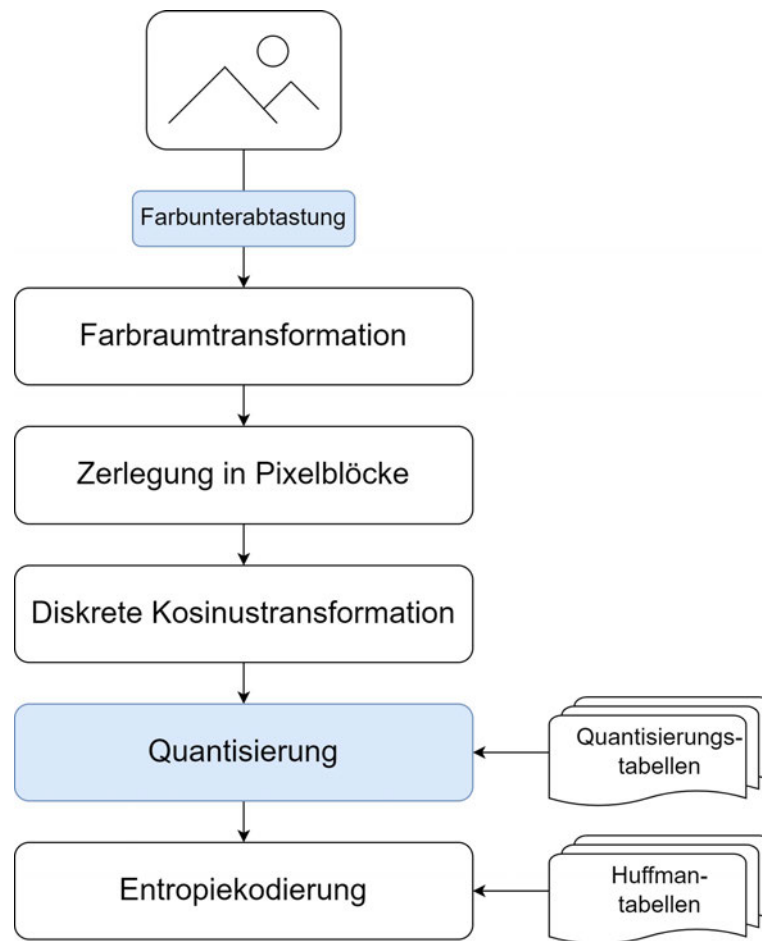 Farbunterabtastung
Farbraumtransformation
Zerlegung in Pixelblöcke
Diskrete Kosinustransformation
Quantisierung
Quantisierungs-
tabellen
Entropiekodierung
Huffman-
tabellen